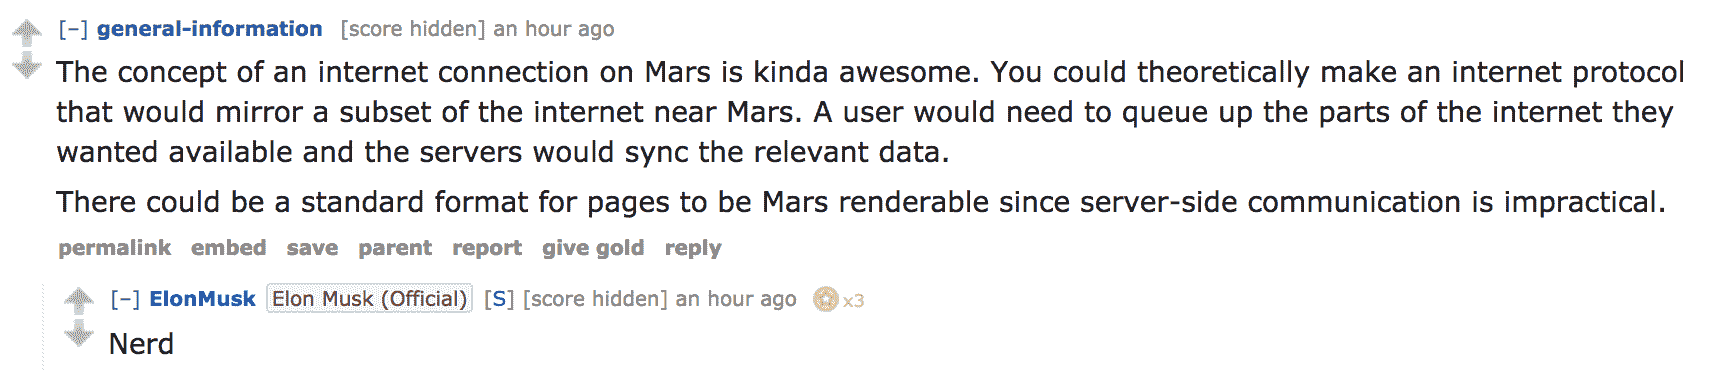 [–] general-information [score hidden] an hour ago
The concept of an internet connection on Mars is kinda awesome. You could theoretically make an internet protocol
that would mirror a subset of the internet near Mars. A user would need to queue up the parts of the internet they
wanted available and the servers would sync the relevant data.
There could be a standard format for pages to be Mars renderable since server-side communication is impractical.
permalink embed save parent report give gold reply
[–] ElonMusk Elon Musk (Official) [S] [score hidden] an hour ago x3
Nerd